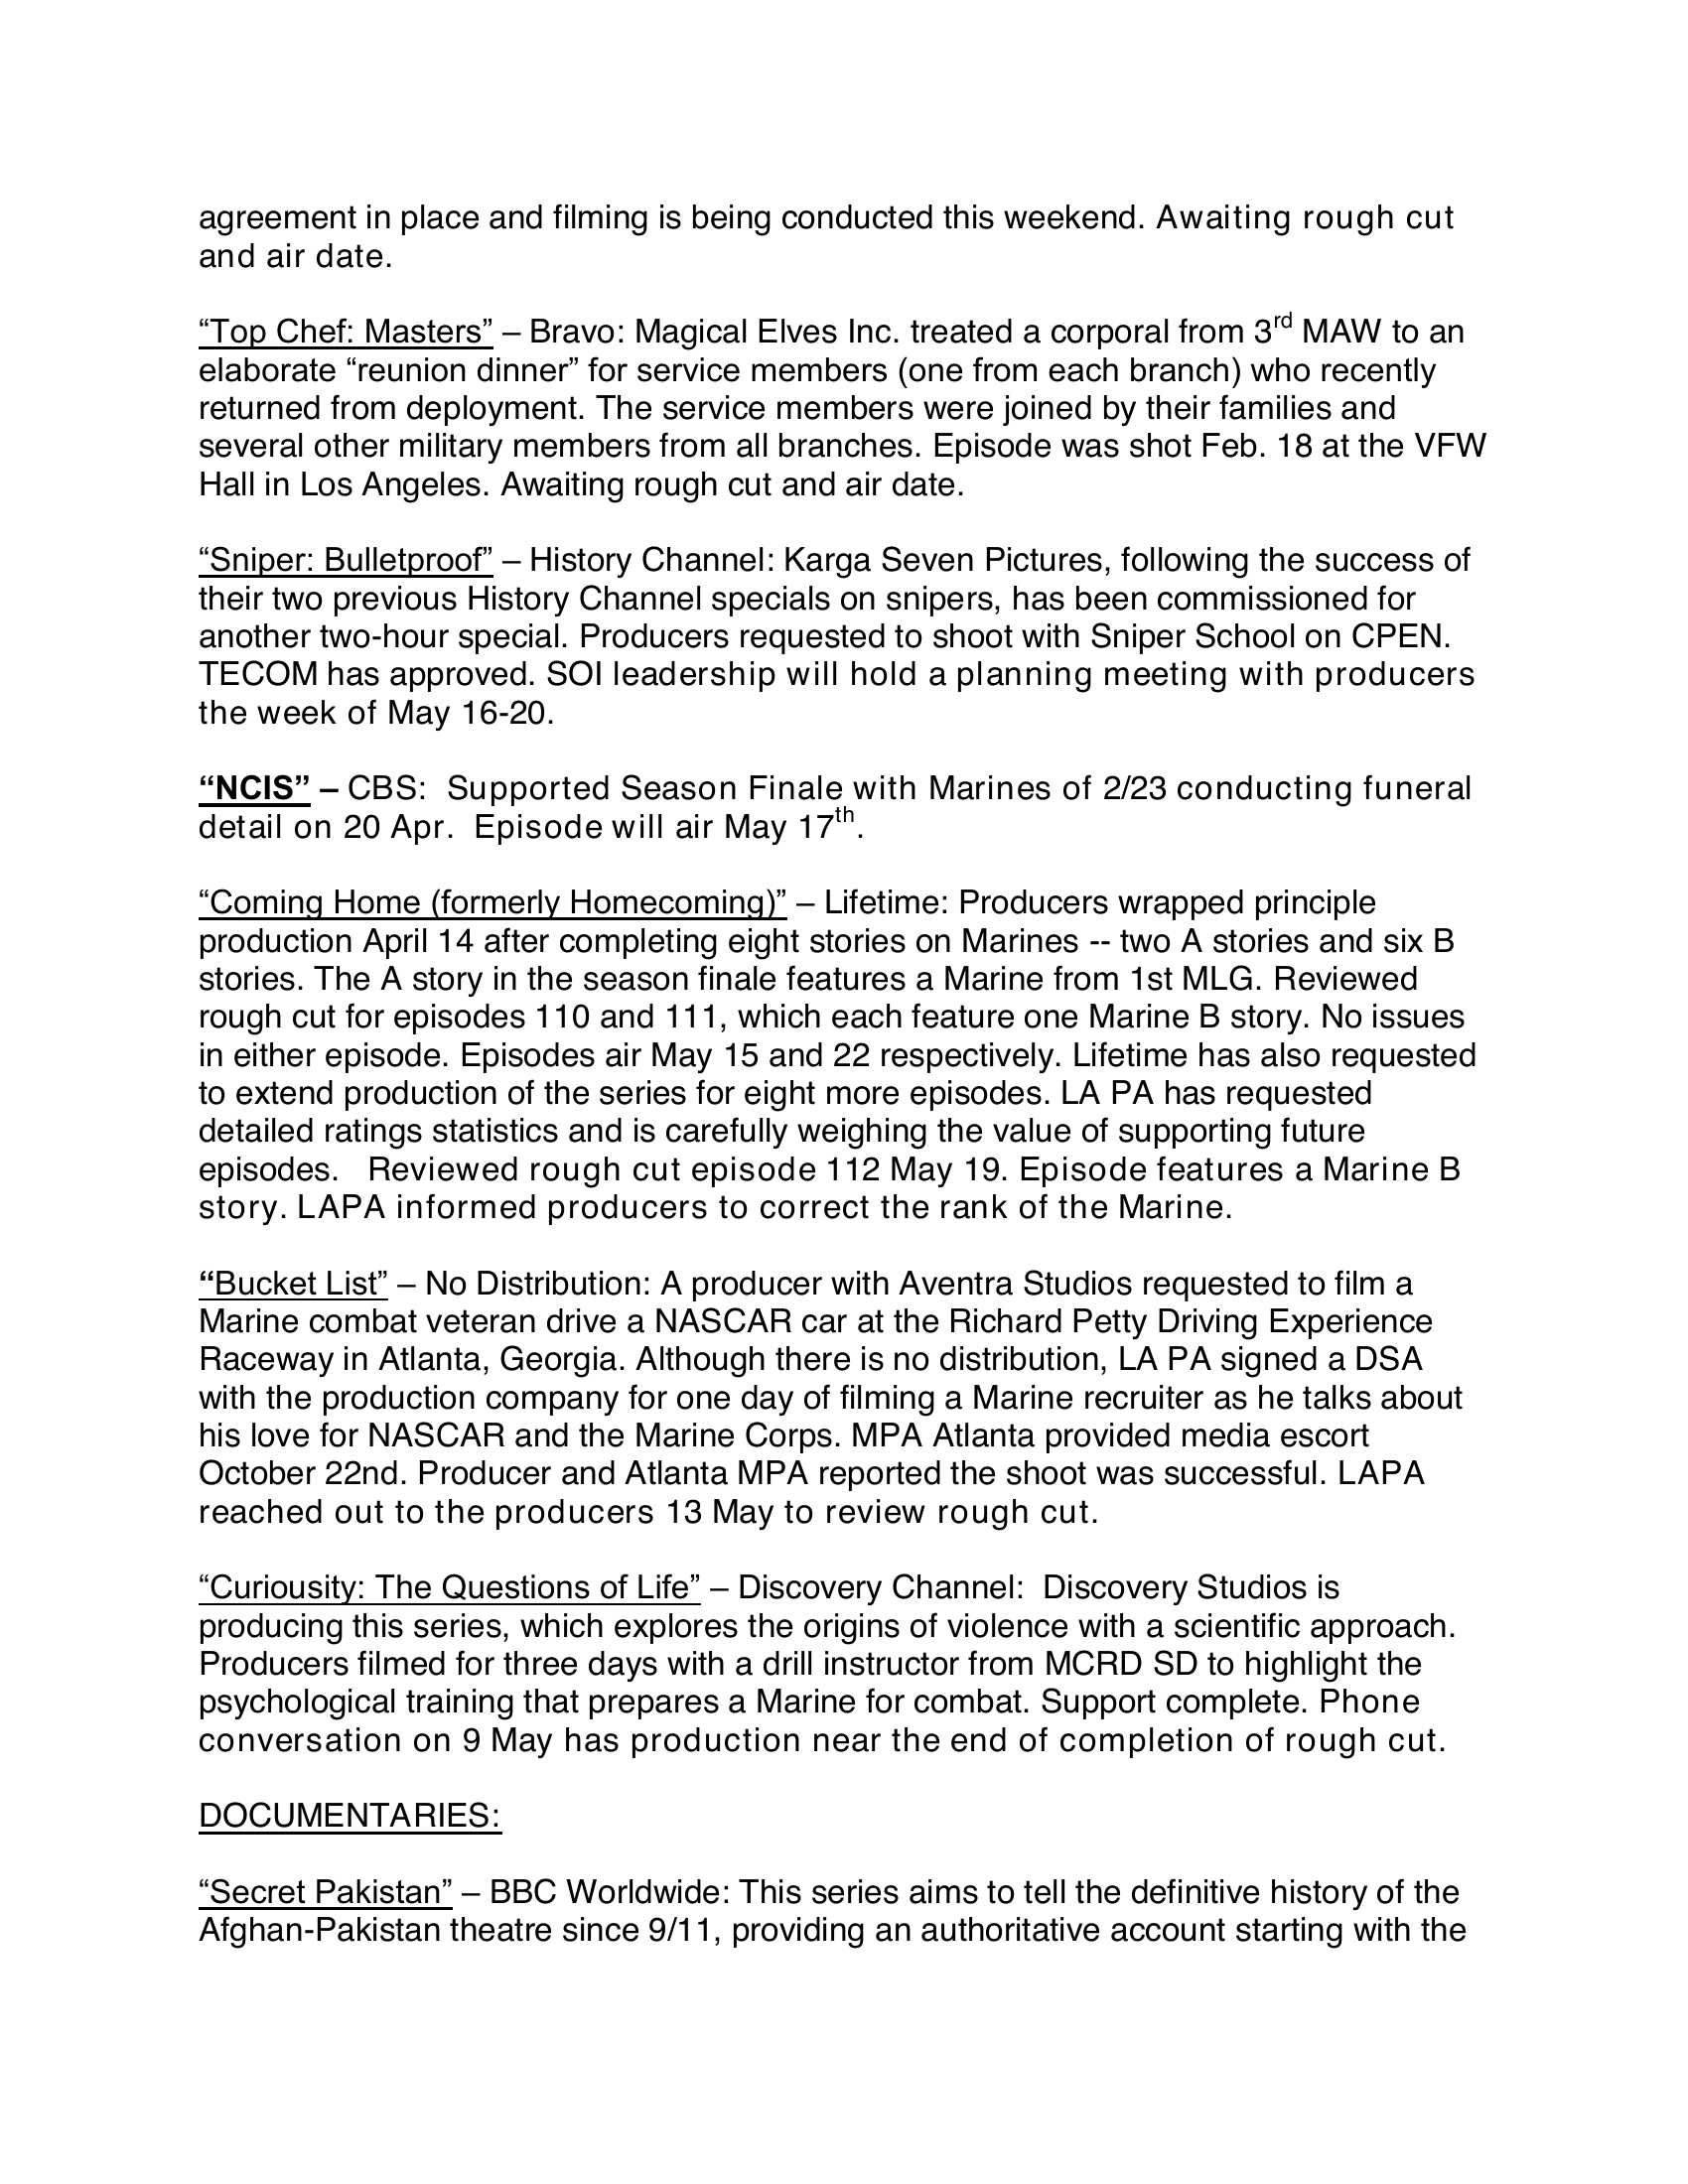 agreement in place and filming is being conducted this weekend. Awaiting rough cut
and air date.
“Top Chef: Masters” – Bravo: Magical Elves Inc. treated a corporal from 3rd MAW to an
elaborate “reunion dinner” for service members (one from each branch) who recently
returned from deployment. The service members were joined by their families and
several other military members from all branches. Episode was shot Feb. 18 at the VFW
Hall in Los Angeles. Awaiting rough cut and air date.
“Sniper: Bulletproof” – History Channel: Karga Seven Pictures, following the success of
their two previous History Channel specials on snipers, has been commissioned for
another two-hour special. Producers requested to shoot with Sniper School on CPEN.
TECOM has approved. SOI leadership will hold a planning meeting with producers
the week of May 16-20.
“NCIS” – CBS:  Supported Season Finale with Marines of 2/23 conducting funeral
detail on 20 Apr.  Episode will air May 17th.
“Coming Home (formerly Homecoming)” – Lifetime: Producers wrapped principle
production April 14 after completing eight stories on Marines -- two A stories and six B
stories. The A story in the season finale features a Marine from 1st MLG. Reviewed
rough cut for episodes 110 and 111, which each feature one Marine B story. No issues
in either episode. Episodes air May 15 and 22 respectively. Lifetime has also requested
to extend production of the series for eight more episodes. LA PA has requested
detailed ratings statistics and is carefully weighing the value of supporting future
episodes.   Reviewed rough cut episode 112 May 19. Episode features a Marine B
story. LAPA informed producers to correct the rank of the Marine.
“Bucket List” – No Distribution: A producer with Aventra Studios requested to film a
Marine combat veteran drive a NASCAR car at the Richard Petty Driving Experience
Raceway in Atlanta, Georgia. Although there is no distribution, LA PA signed a DSA
with the production company for one day of filming a Marine recruiter as he talks about
his love for NASCAR and the Marine Corps. MPA Atlanta provided media escort
October 22nd. Producer and Atlanta MPA reported the shoot was successful. LAPA
reached out to the producers 13 May to review rough cut.
“Curiousity: The Questions of Life” – Discovery Channel:  Discovery Studios is
producing this series, which explores the origins of violence with a scientific approach.
Producers filmed for three days with a drill instructor from MCRD SD to highlight the
psychological training that prepares a Marine for combat. Support complete. Phone
conversation on 9 May has production near the end of completion of rough cut.
DOCUMENTARIES:
“Secret Pakistan” – BBC Worldwide: This series aims to tell the definitive history of the
Afghan-Pakistan theatre since 9/11, providing an authoritative account starting with the